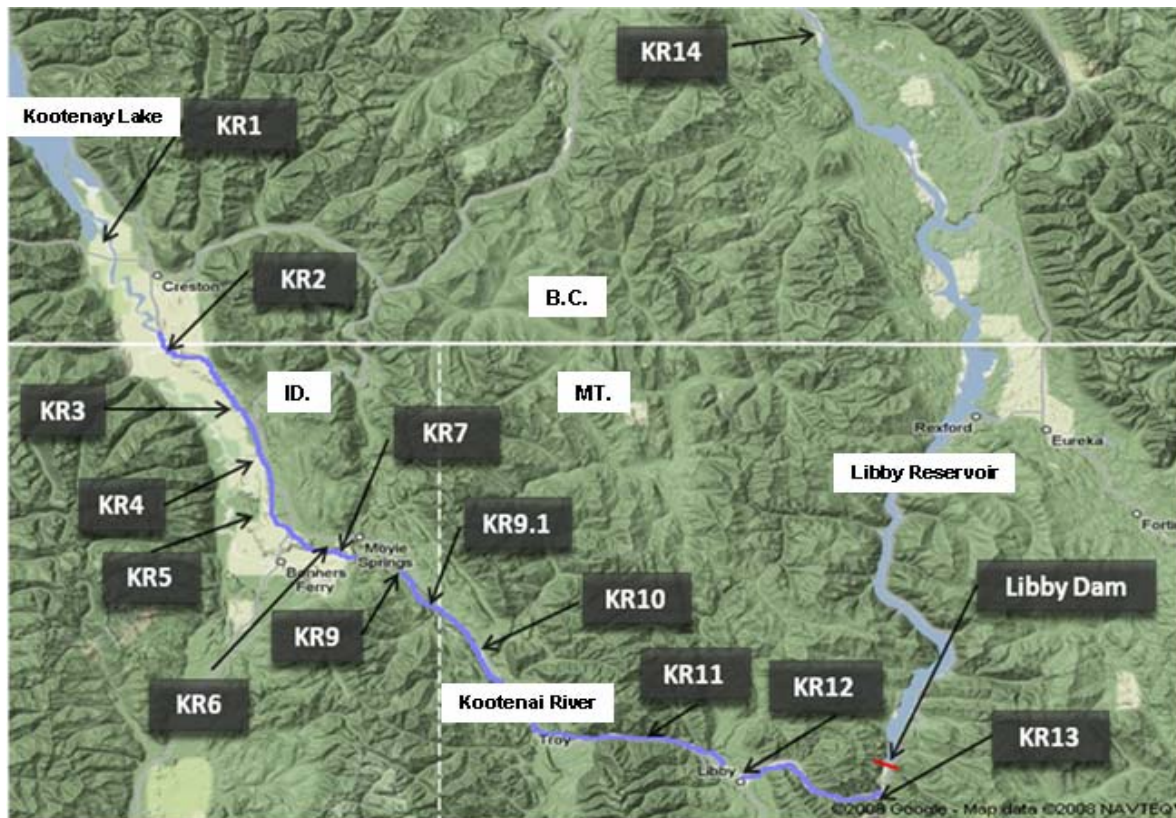 KR14
Kootenay Lake
KR1
Creston
KR2
B.C.
ID.
MT.
KR3
KR7
Rexford
Eureka
Libby Reservoir
KR4
KR9.1
Fortin
KR5
Moyie
Springs
Bonners
Ferry
KR10
Libby Dam
KR9
KR11
KR12
KR6
Kootenai River
Troy
KR13
Libby
©2008 Google - Map data ©2008 NAVTEQ